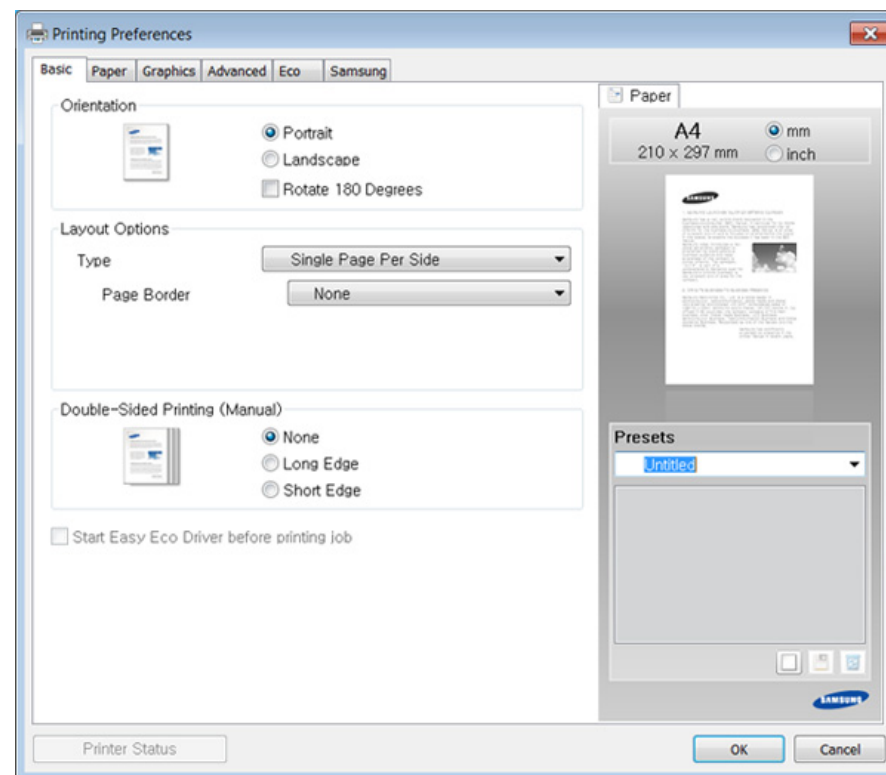 Printing Preferences
Basic Paper Graphics Advanced Eco Samsung
Orientation
Portrait
Landscape
Rotate 180 Degrees
Layout Options
Type Single Page Per Side
Page Border None
Double-Sided Printing (Manual)
None
Long Edge
Short Edge
Start Easy Eco Driver before printing job
Paper
A4
210 x 297 mm
mm
inch
SAMSUNG
Presets
Untitled
SAMSUNG
Printer Status
OK Cancel